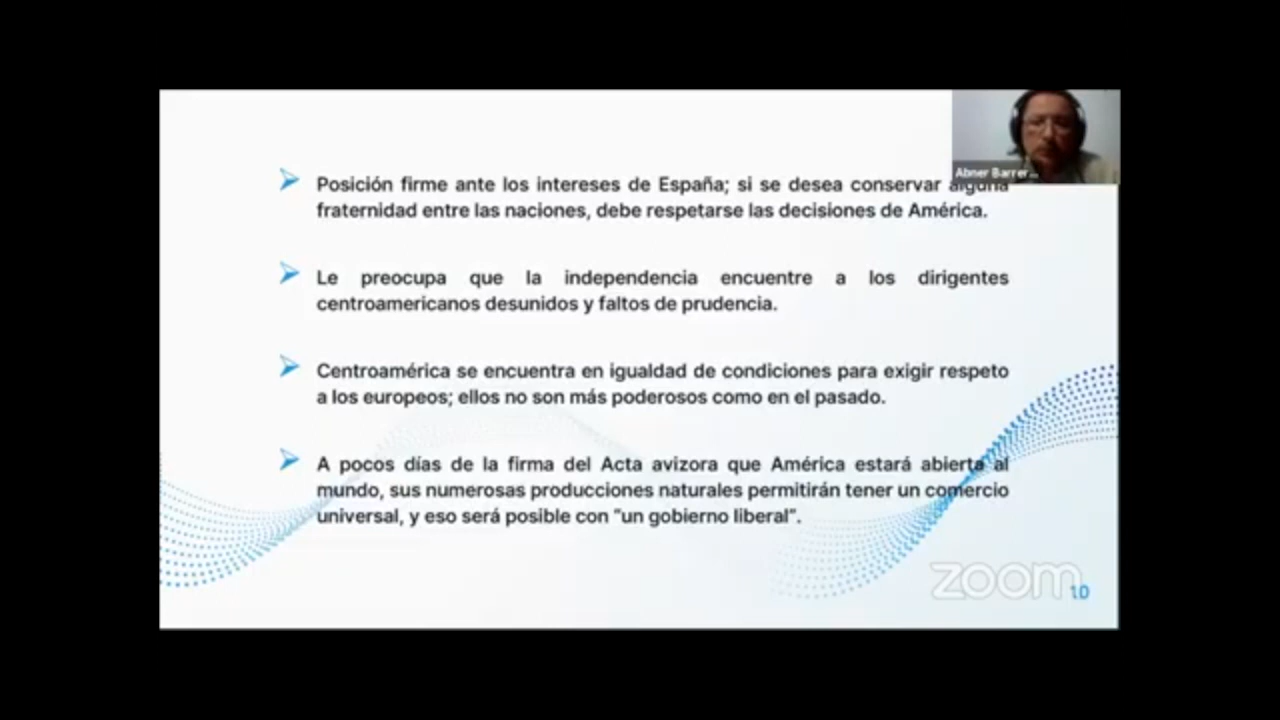 Abner Barrer...
Posición firme ante los intereses de España; si se desea conservar alguna
fraternidad entre las naciones, debe respetarse las decisiones de América.
Le preocupa que la independencia encuentre a los dirigentes
centroamericanos desunidos y faltos de prudencia.
Centroamérica se encuentra en igualdad de condiciones para exigir respeto
a los europeos; ellos no son más poderosos como en el pasado.
A pocos días de la firma del Acta avizora que América estará abierta al
mundo, sus numerosas producciones naturales permitirán tener un comercio
universal, y eso será posible con "un gobierno liberal".
zoom
10